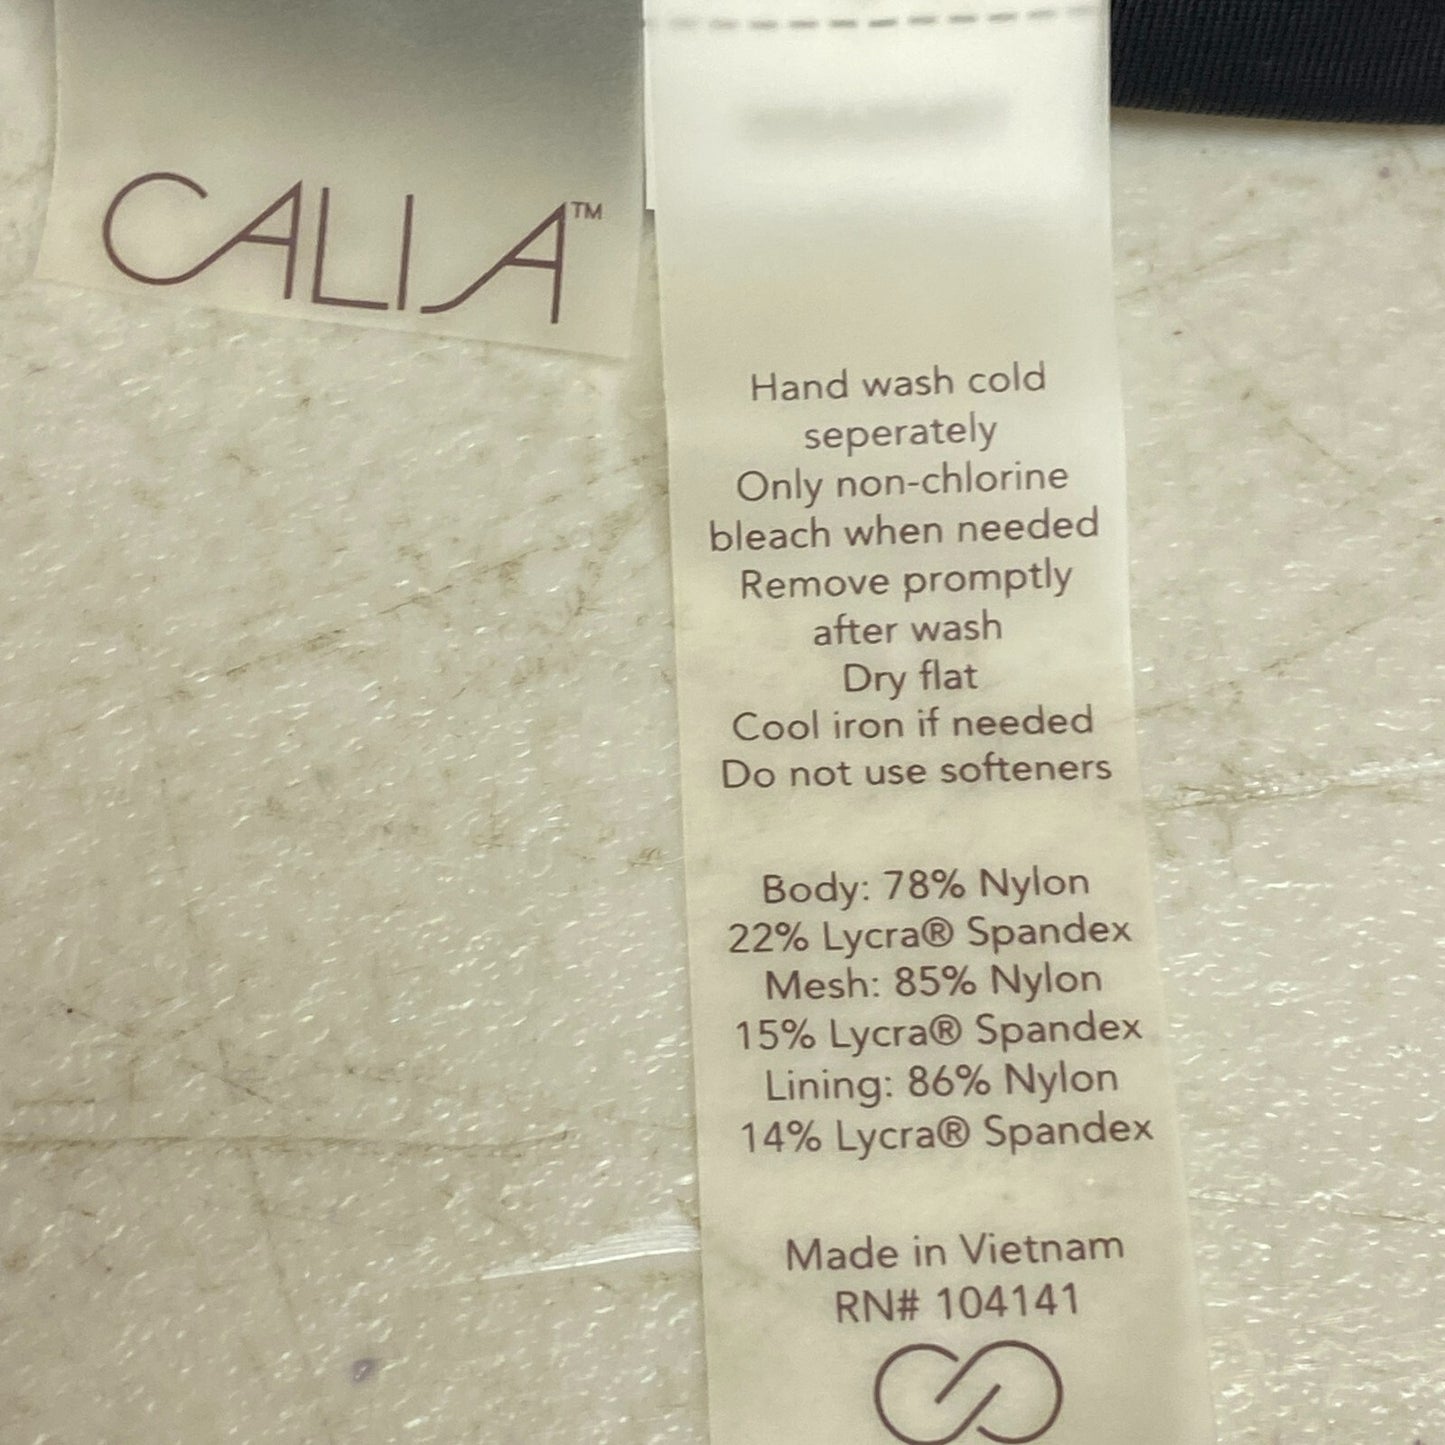 CALIA™
Hand wash cold
seperately
Only non-chlorine
bleach when needed
Remove promptly
after wash
Dry flat
Cool iron if needed
Do not use softeners
Body: 78% Nylon
22% Lycra® Spandex
Mesh: 85% Nylon
15% Lycra® Spandex
Lining: 86% Nylon
14% Lycra® Spandex
Made in Vietnam
RN# 104141